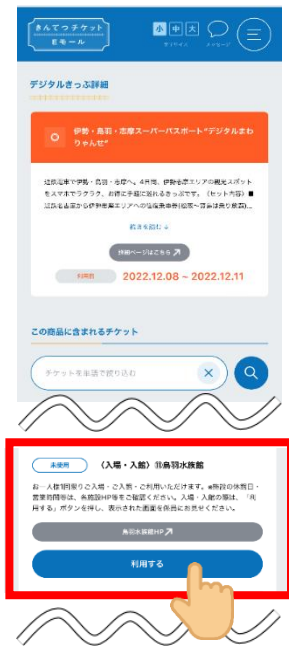 きんてつチケット
Eモール
小 中 大
文字サイズ メッセージ
デジタルきっぷ詳細
伊勢・鳥羽・志摩スーパーパスポート"デジタルまわ
りゃんせ"
近鉄電車で伊勢・鳥羽・志摩へ。4日間、伊勢志摩エリアの観光スポット
をスマホでラクラク、お得に手軽に巡れるきっぷです。（セット内容）■
続きを読む
詳細ページはこちら
利用期間 2022.12.08 ~ 2022.12.11
この商品に含まれるチケット
チケットを単語で絞り込む
未使用 〈入場・入館〉⑪鳥羽水族館
お一人様1回限りご入場・ご入館・ご利用いただけます。※施設の休館日・
営業時間等は、各施設HP等をご確認ください。入場・入館の際は、「利
用する」ボタンを押し、表示された画面を係員にお見せください。
鳥羽水族館HP
利用する